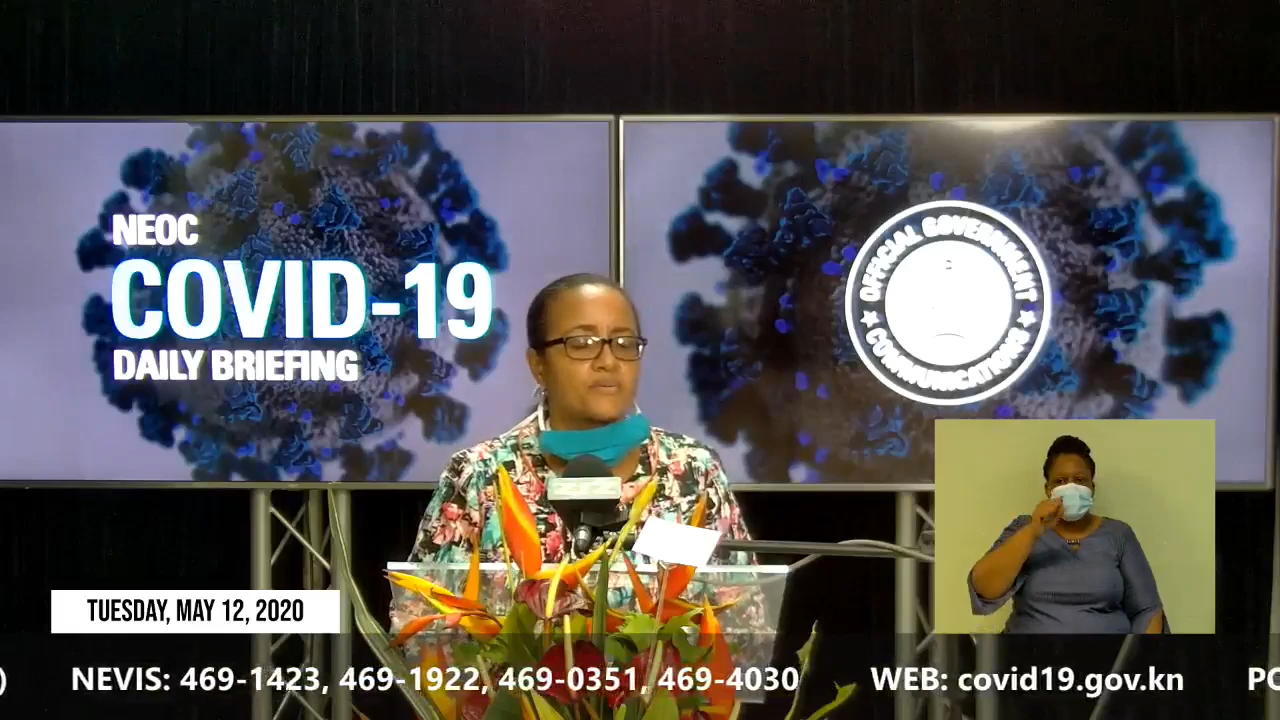 NEOC
COVID-19
DAILY BRIEFING
OFFICIAL GOVERNMENT
★ COMMUNICATIONS ★
TUESDAY, MAY 12, 2020
) NEVIS: 469-1423, 469-1922, 469-0351, 469-4030 WEB: covid19.gov.kn